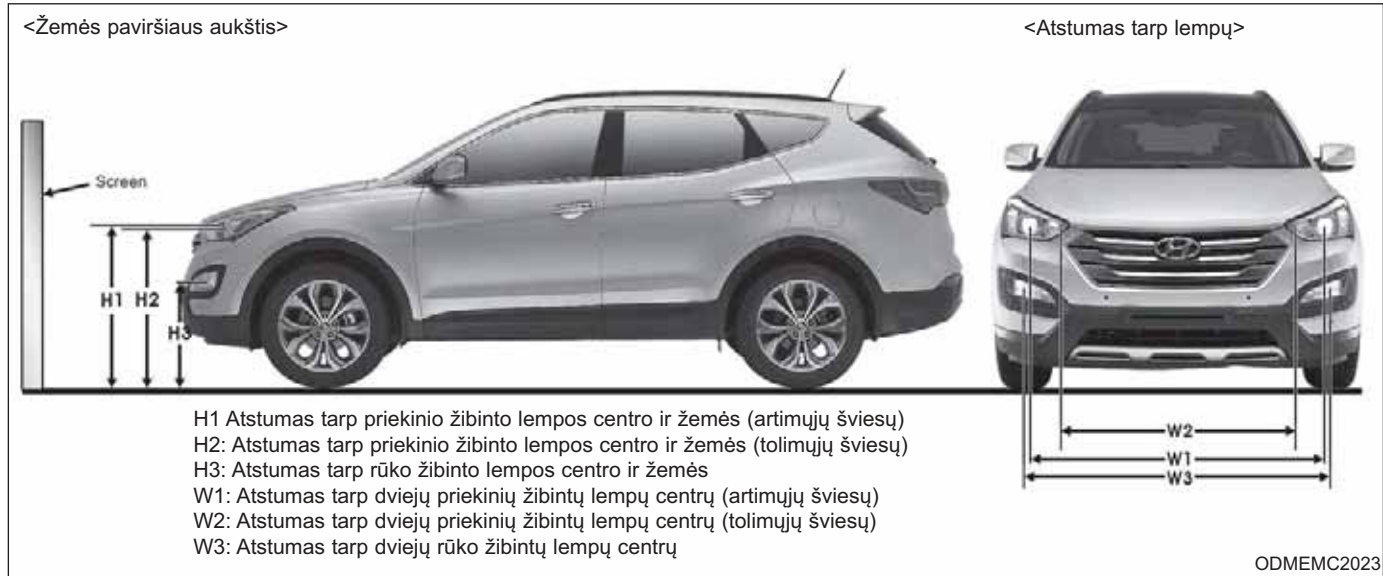 <Žemės paviršiaus aukštis>
<Atstumas tarp lempų>
Screen
H1 H2
H3
W2
W1
W3
H1 Atstumas tarp priekinio žibinto lempos centro ir žemės (artimųjų šviesų)
H2: Atstumas tarp priekinio žibinto lempos centro ir žemės (tolimųjų šviesų)
H3: Atstumas tarp rūko žibinto lempos centro ir žemės
W1: Atstumas tarp dviejų priekinių žibintų lempų centrų (artimųjų šviesų)
W2: Atstumas tarp dviejų priekinių žibintų lempų centrų (tolimųjų šviesų)
W3: Atstumas tarp dviejų rūko žibintų lempų centrų
ODMEMC2023